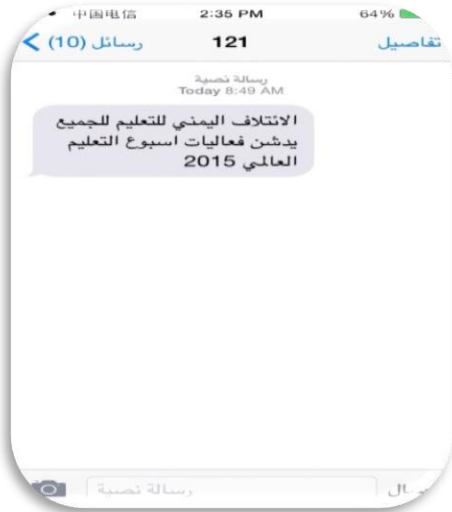 中国电信 2:35 PM 64%
رسائل (10) 121 تفاصيل
رسالة نصية
Today 8:49 AM
الائتلاف اليمني للتعليم للجميع
يدشن فعاليات اسبوع التعليم
العالمي 2015
رسالة نصية